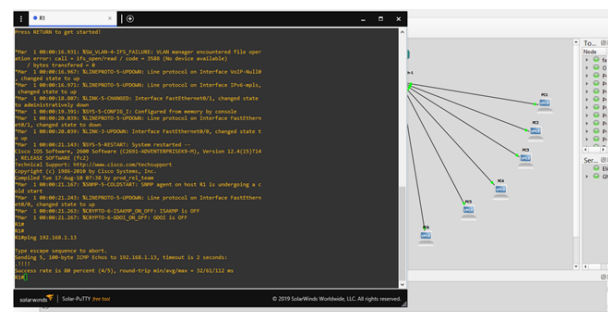 R1
Press RETURN to get started!
*Mar  1 00:00:16.931: %SW_VLAN-4-IFS_FAILURE: VLAN manager encountered file oper
ation error: call = ifs_open/read / code = 3588 (No device available)
/ bytes transfered = 0
*Mar  1 00:00:16.967: %LINEPROTO-5-UPDOWN: Line protocol on Interface VoIP-Null0
, changed state to up
*Mar  1 00:00:16.971: %LINEPROTO-5-UPDOWN: Line protocol on Interface IPv6-mpls,
changed state to up
*Mar  1 00:00:18.807: %LINK-5-CHANGED: Interface FastEthernet0/1, changed state
to administratively down
*Mar  1 00:00:19.391: %SYS-5-CONFIG_I: Configured from memory by console
*Mar  1 00:00:20.039: %LINEPROTO-5-UPDOWN: Line protocol on Interface FastEthern
et0/1, changed state to down
*Mar  1 00:00:20.839: %LINK-3-UPDOWN: Interface FastEthernet0/0, changed state t
o up
*Mar  1 00:00:21.143: %SYS-5-RESTART: System restarted --
Cisco IOS Software, 2600 Software (C2691-ADVENTERPRISEK9-M), Version 12.4(15)T14
, RELEASE SOFTWARE (fc2)
Technical Support: http://www.cisco.com/techsupport
Copyright (c) 1986-2010 by Cisco Systems, Inc.
Compiled Tue 17-Aug-10 07:38 by prod_rel_team
*Mar  1 00:00:21.167: %SNMP-5-COLDSTART: SNMP agent on host R1 is undergoing a c
old start
*Mar  1 00:00:21.243: %LINEPROTO-5-UPDOWN: Line protocol on Interface FastEthern
et0/0, changed state to up
*Mar  1 00:00:21.263: %CRYPTO-6-ISAKMP_ON_OFF: ISAKMP is OFF
*Mar  1 00:00:21.267: %CRYPTO-6-GDOI_ON_OFF: GDOI is OFF
R1#
R1#
R1#ping 192.168.1.13
Type escape sequence to abort.
Sending 5, 100-byte ICMP Echos to 192.168.1.13, timeout is 2 seconds:
.!!!!
Success rate is 80 percent (4/5), round-trip min/avg/max = 32/61/112 ms
R1#
solarwinds
Solar-PuTTY free tool
© 2019 SolarWinds Worldwide, LLC. All rights reserved.
PC1
PC2
PC3
PC4
PC5
To...
Node
Ser...